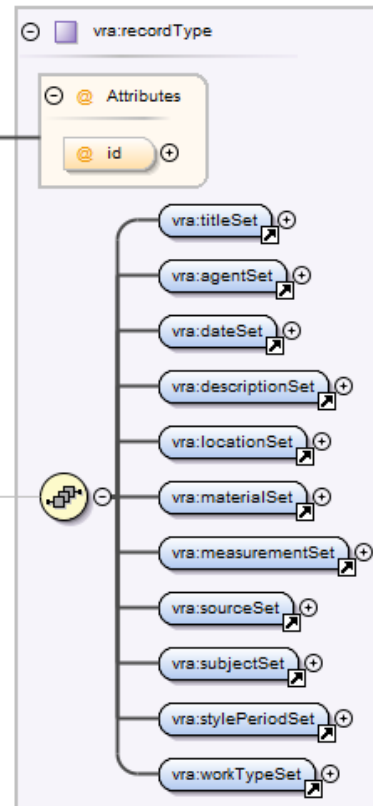 vra:recordType
@ Attributes
@ id
vra:titleSet
vra:agentSet
vra:dateSet
vra:descriptionSet
vra:locationSet
vra:materialSet
vra:measurementSet
vra:sourceSet
vra:subjectSet
vra:stylePeriodSet
vra:workTypeSet